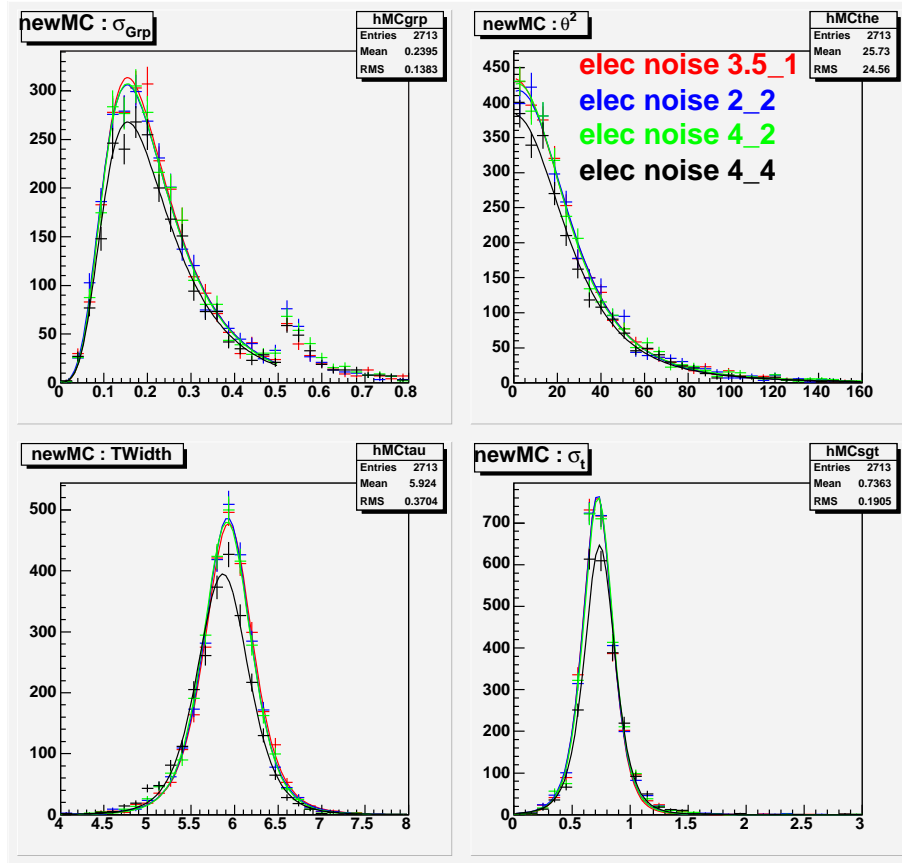 newMC : σGrp
hMCgrp
Entries 2713
Mean 0.2395
RMS 0.1383
300
250
200
150
100
50
0
0 0.1 0.2 0.3 0.4 0.5 0.6 0.7 0.8
newMC : θ²
hMCthe
Entries 2713
Mean 25.73
RMS 24.56
elec noise 3.5_1
elec noise 2_2
elec noise 4_2
elec noise 4_4
450
400
350
300
250
200
150
100
50
0
0 20 40 60 80 100 120 140 160
newMC : TWidth
hMCtau
Entries 2713
Mean 5.924
RMS 0.3704
500
400
300
200
100
0
4 4.5 5 5.5 6 6.5 7 7.5 8
newMC : σt
hMCsgt
Entries 2713
Mean 0.7363
RMS 0.1905
700
600
500
400
300
200
100
0
0 0.5 1 1.5 2 2.5 3